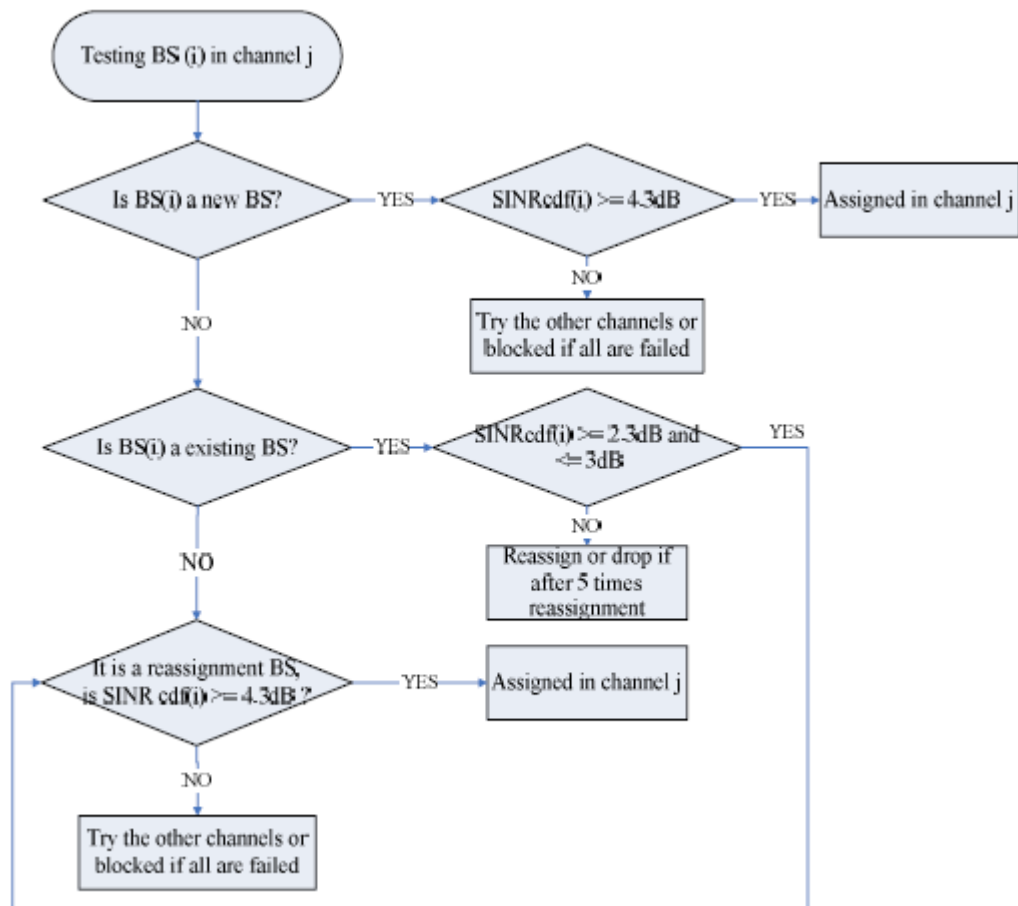 Testing BS (i) in channel j
Is BS(i) a new BS?
YES
SINRcdf(i) >= 4.3dB
YES
Assigned in channel j
NO
Try the other channels or
blocked if all are failed
NO
Is BS(i) a existing BS?
YES
SINRcdf(i) >= 2.3dB and
<= 3dB
YES
NO
Reassign or drop if
after 5 times
reassignment
NO
It is a reassignment BS,
is SINR cdf(i) >= 4.3dB ?
YES
Assigned in channel j
NO
Try the other channels or
blocked if all are failed